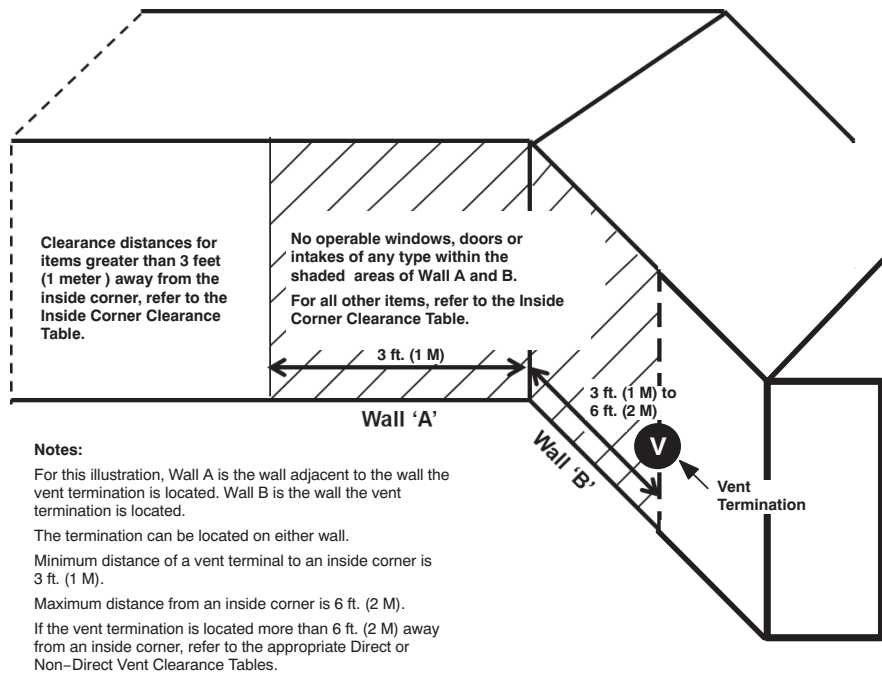 Clearance distances for
items greater than 3 feet
(1 meter ) away from the
inside corner, refer to the
Inside Corner Clearance
Table.
No operable windows, doors or
intakes of any type within the
shaded areas of Wall A and B.
For all other items, refer to the Inside
Corner Clearance Table.
3 ft. (1 M)
3 ft. (1 M) to
6 ft. (2 M)
Wall ‘A’
Wall ‘B’
V
Vent
Termination
Notes:
For this illustration, Wall A is the wall adjacent to the wall the
vent termination is located. Wall B is the wall the vent
termination is located.
The termination can be located on either wall.
Minimum distance of a vent terminal to an inside corner is
3 ft. (1 M).
Maximum distance from an inside corner is 6 ft. (2 M).
If the vent termination is located more than 6 ft. (2 M) away
from an inside corner, refer to the appropriate Direct or
Non−Direct Vent Clearance Tables.